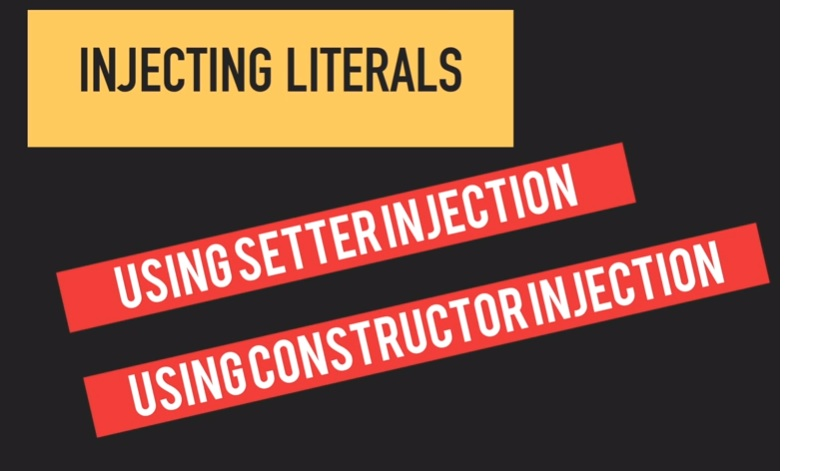 INJECTING LITERALS
USING SETTER INJECTION
USING CONSTRUCTOR INJECTION